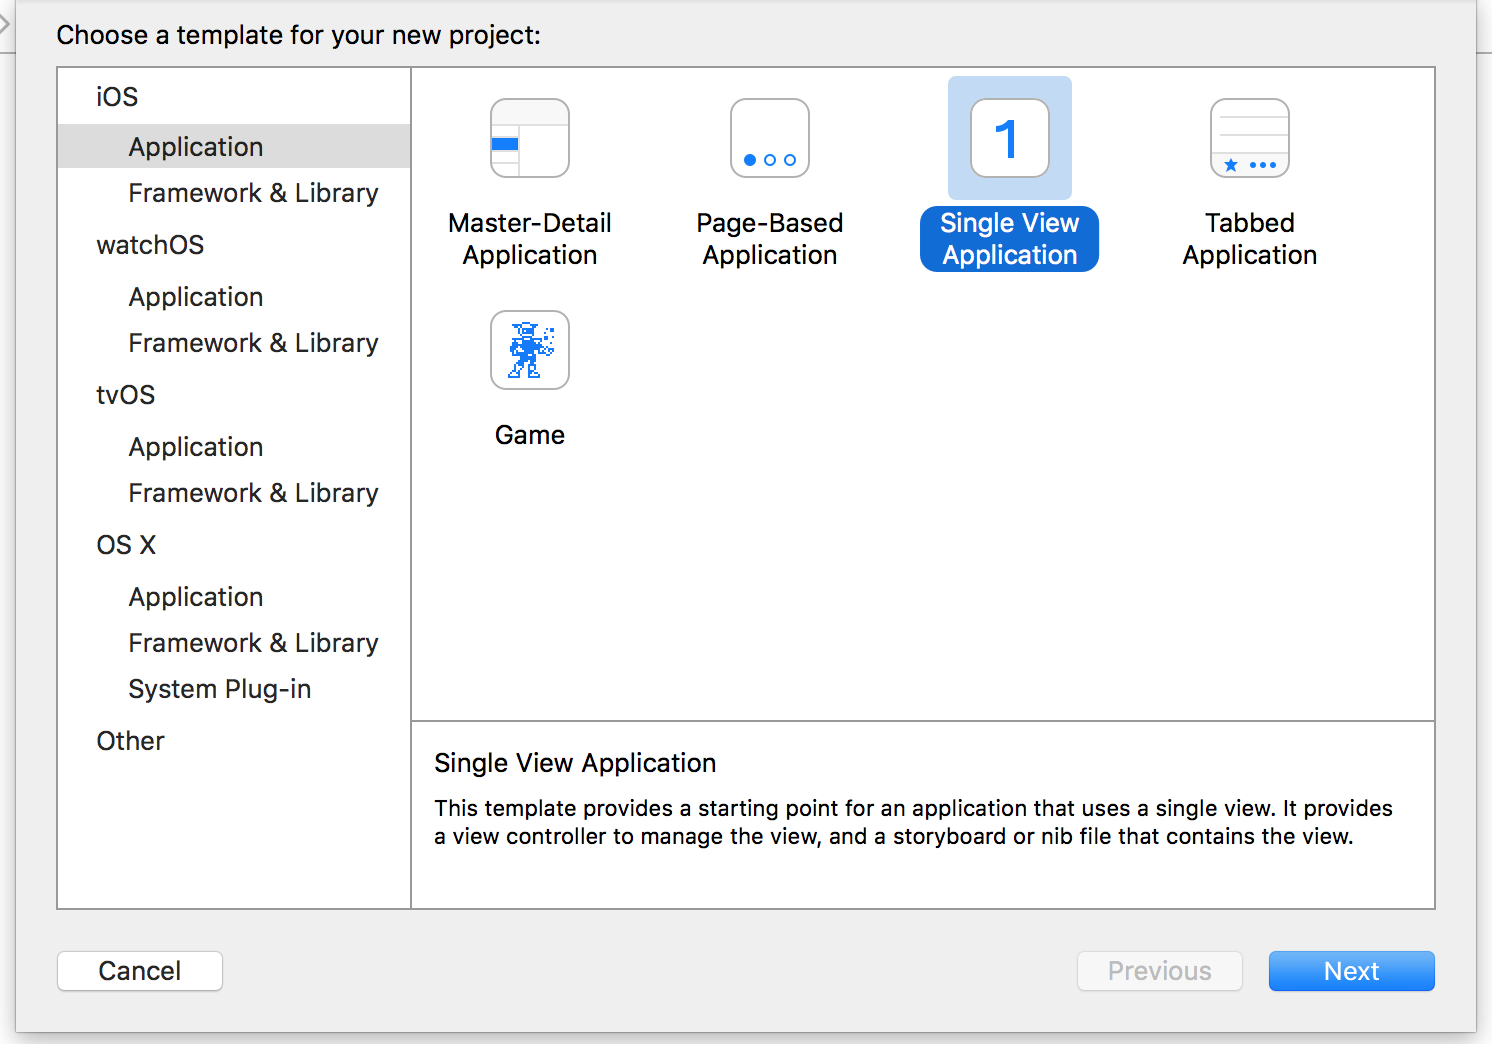 Choose a template for your new project:
iOS
Application
Framework & Library
watchOS
Application
Framework & Library
tvOS
Application
Framework & Library
OS X
Application
Framework & Library
System Plug-in
Other
Master-Detail
Application
Page-Based
Application
1
Single View
Application
Tabbed
Application
Game
Single View Application
This template provides a starting point for an application that uses a single view. It provides
a view controller to manage the view, and a storyboard or nib file that contains the view.
Cancel
Previous
Next